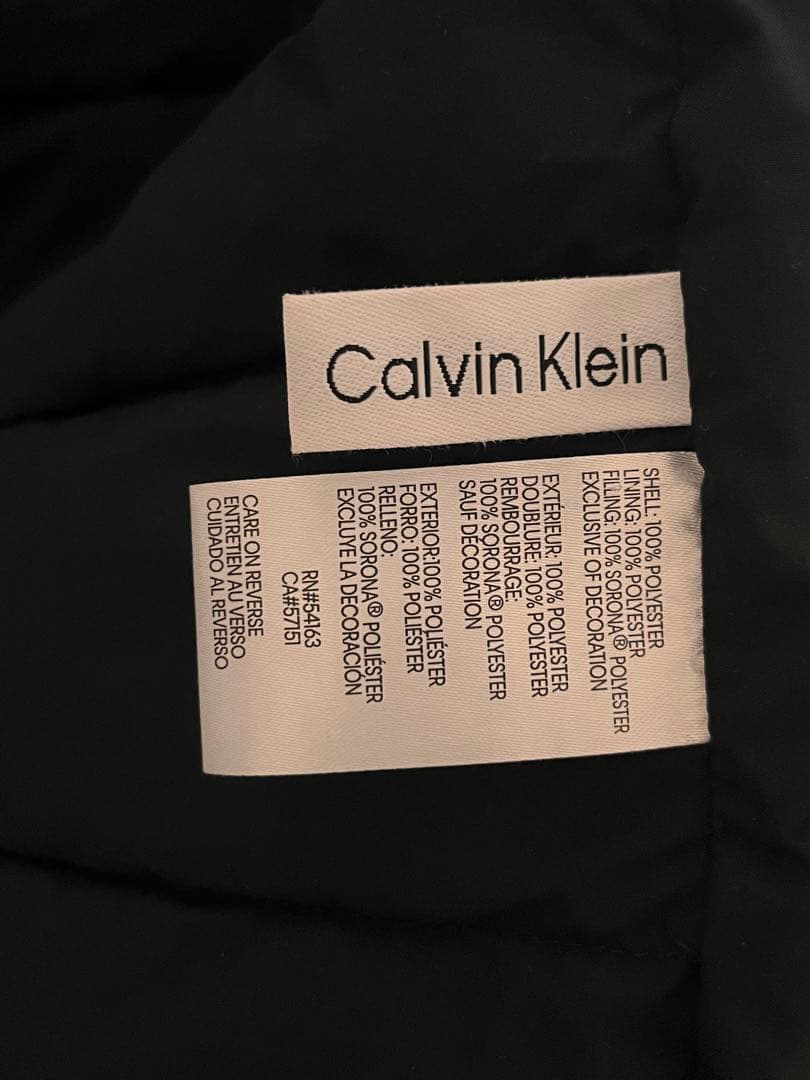 Calvin Klein
SHELL: 100% POLYESTER
LINING: 100% POLYESTER
FILING: 100% SORONA® POLYESTER
EXCLUSIVE OF DECORATION
EXTÉRIEUR: 100% POLYESTER
DOUBLURE: 100% POLYESTER
REMBOURRAGE:
100% SORONA® POLYESTER
SAUF DÉCORATION
EXTERIOR:100% POLIÉSTER
FORRO: 100% POLIÉSTER
RELLENO:
100% SORONA® POLIÉSTER
EXCLUYE LA DECORACIÓN
RN#54163
CA#57151
CARE ON REVERSE
ENTRETIEN AU VERSO
CUIDADO AL REVERSO